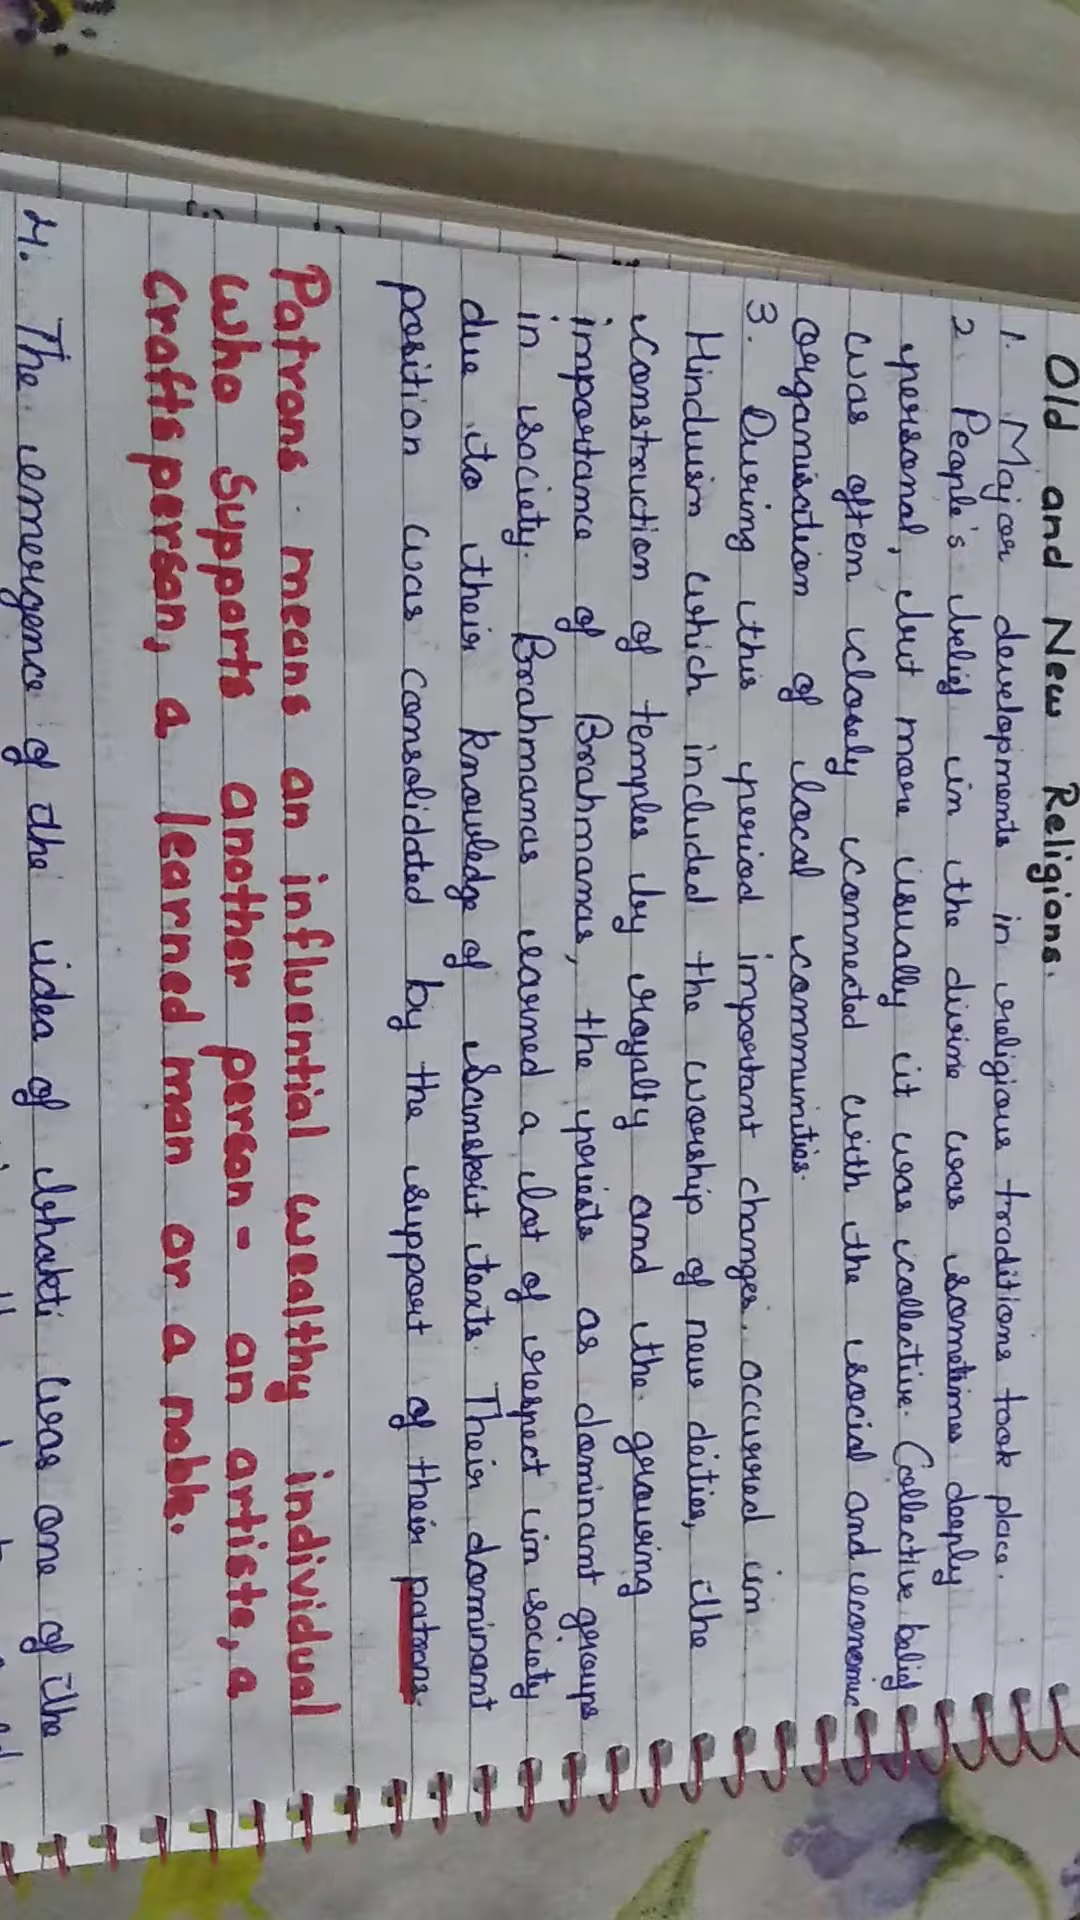 Old and New Religions.
1. Major developments in religious traditions took place.
2. People's belief in the divine was sometimes deeply
personal, but more usually it was collective. Collective belief
was often closely connected with the social and economic
organisation of local communities.
3. During this period important changes occurred in
Hinduism which included the worship of new deities, the
construction of temples by royalty and the growing
importance of Brahmanas, the priests as dominant groups
in society. Brahmanas earned a lot of respect in society
due to their knowledge of Sanskrit texts. Their dominant
position was consolidated by the support of their patrons.
Patrons means an influential wealthy individual
who supports another person - an artiste, a
craftsperson, a learned man or a noble.
4. The emergence of the idea of bhakti was one of the